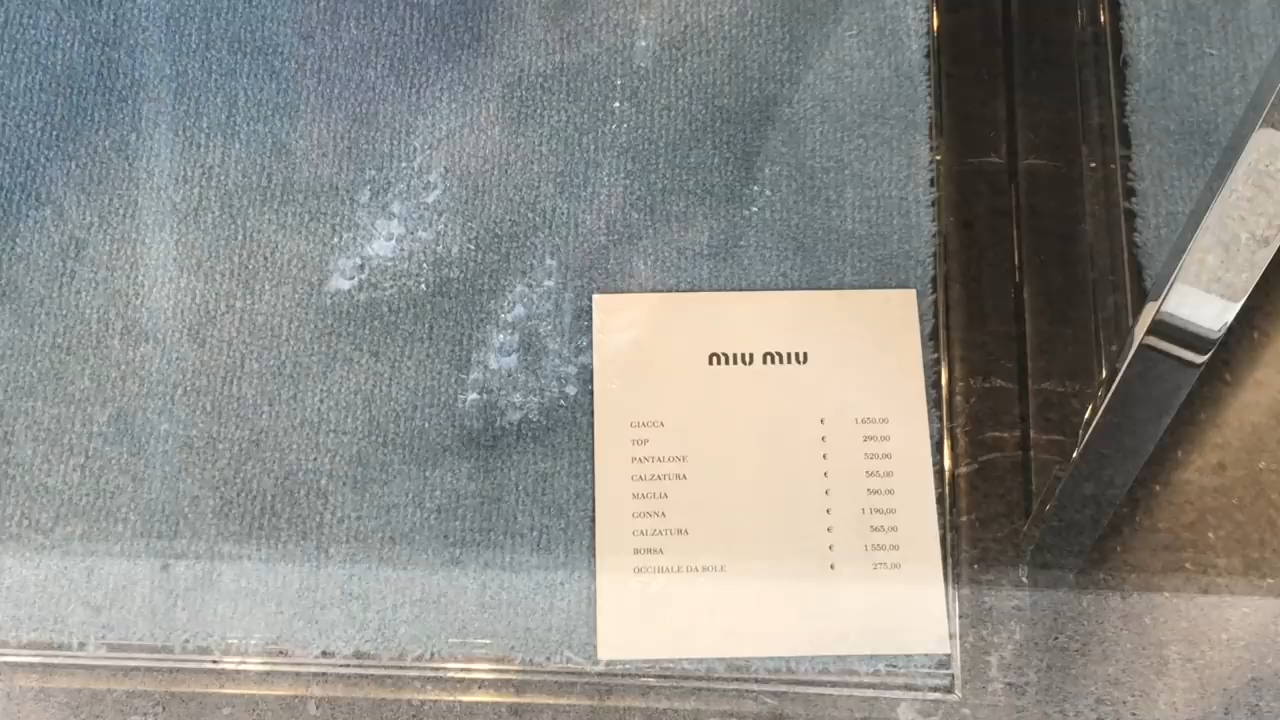 miu miu
GIACCA € 1.650,00
TOP € 290,00
PANTALONE € 520,00
CALZATURA € 565,00
MAGLIA € 590,00
GONNA € 1.190,00
CALZATURA € 565,00
BORSA € 1.550,00
OCCHIALE DA SOLE € 275,00